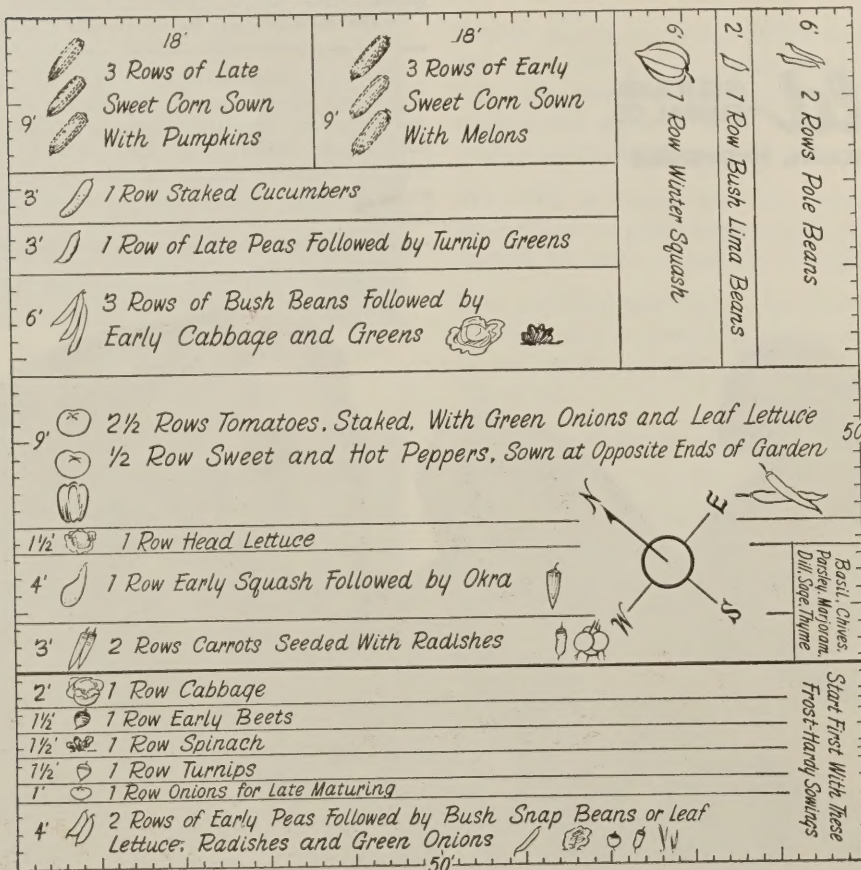 18'
9'
3 Rows of Late
Sweet Corn Sown
With Pumpkins
18'
9'
3 Rows of Early
Sweet Corn Sown
With Melons
6'
1 Row Winter Squash
2'
1 Row Bush Lima Beans
6'
2 Rows Pole Beans
3' 1 Row Staked Cucumbers
3' 1 Row of Late Peas Followed by Turnip Greens
6'
3 Rows of Bush Beans Followed by
Early Cabbage and Greens
9'
2½ Rows Tomatoes, Staked, With Green Onions and Leaf Lettuce
½ Row Sweet and Hot Peppers, Sown at Opposite Ends of Garden
50'
N
E
W
S
1½' 1 Row Head Lettuce
4' 1 Row Early Squash Followed by Okra
3' 2 Rows Carrots Seeded With Radishes
Basil, Chives,
Parsley, Marjoram,
Dill, Sage, Thyme
2' 1 Row Cabbage
1½' 1 Row Early Beets
1½' 1 Row Spinach
1½' 1 Row Turnips
1' 1 Row Onions for Late Maturing
4' 2 Rows of Early Peas Followed by Bush Snap Beans or Leaf
Lettuce, Radishes and Green Onions
Start First With These
Frost-Hardy Sowings
50'